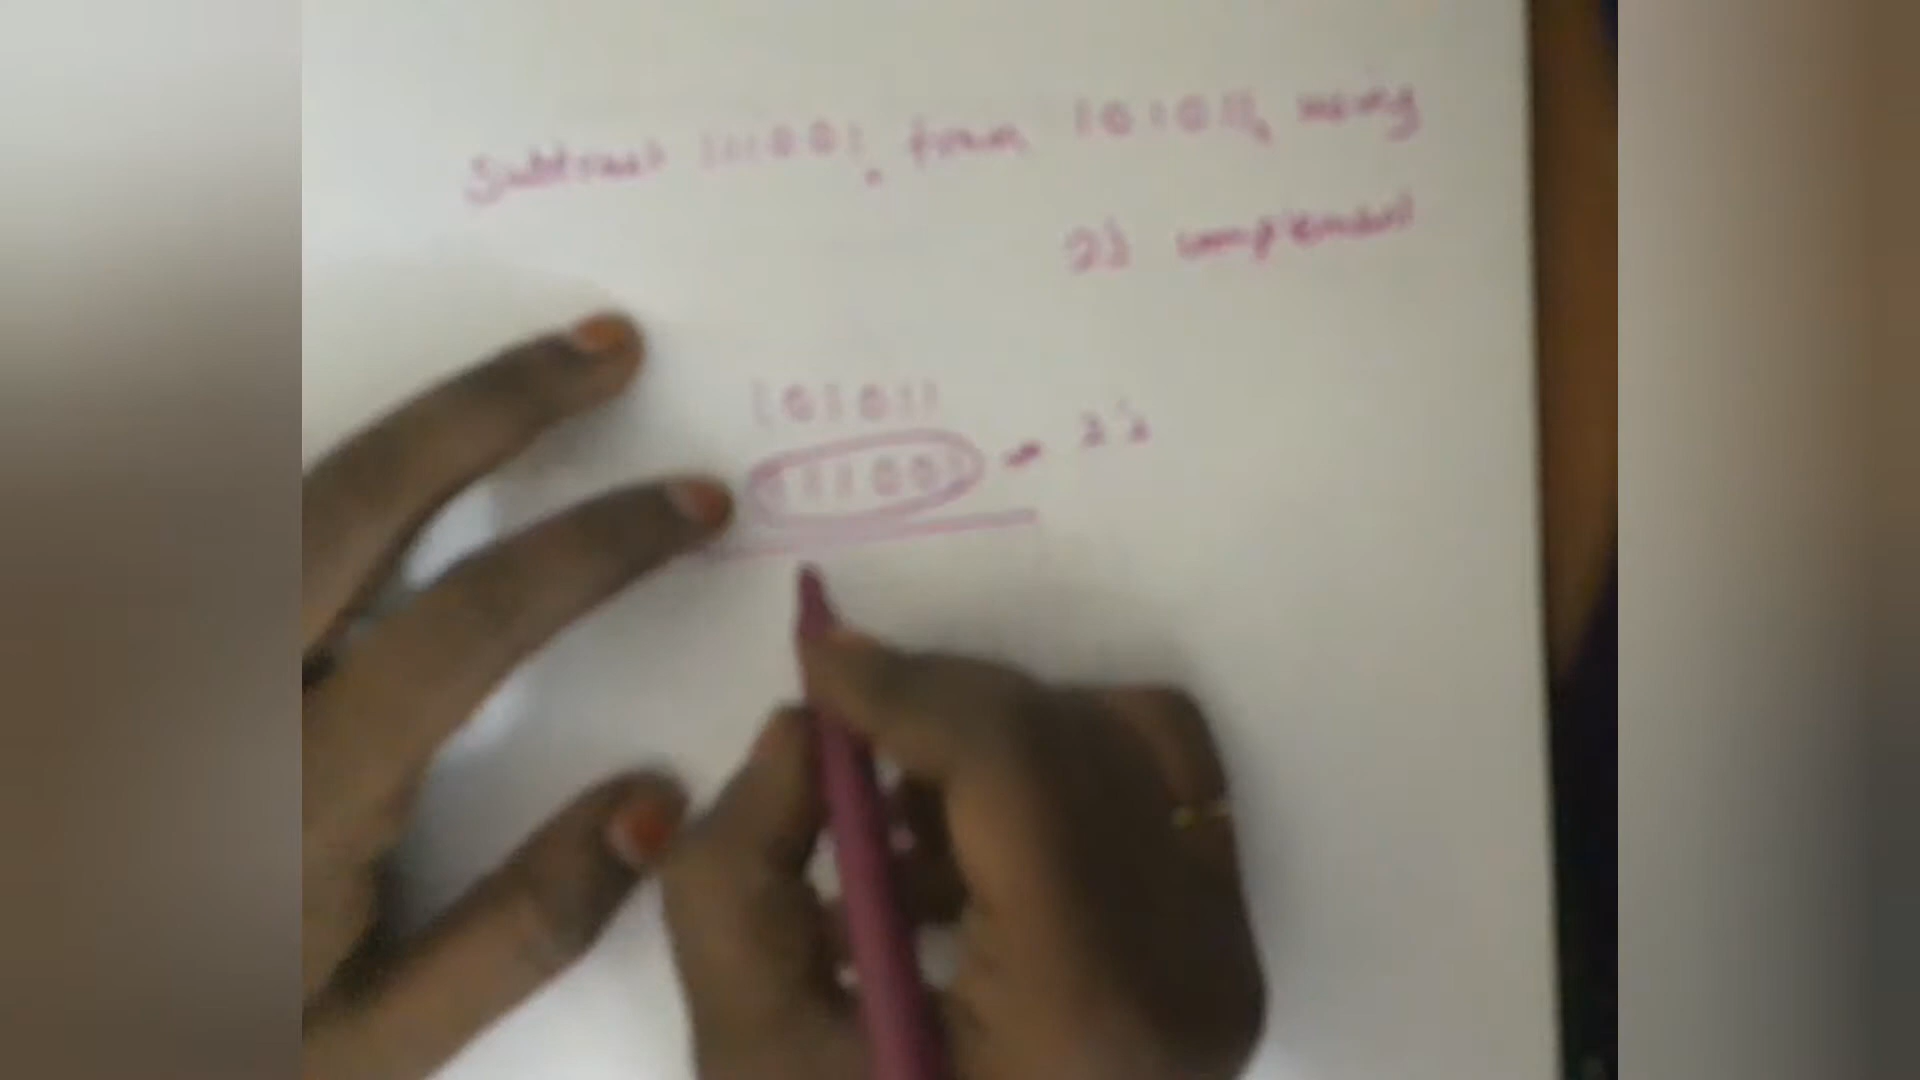 Subtract 111001₂ from 101011₂ using
2's complement
101011
111001 → 2's